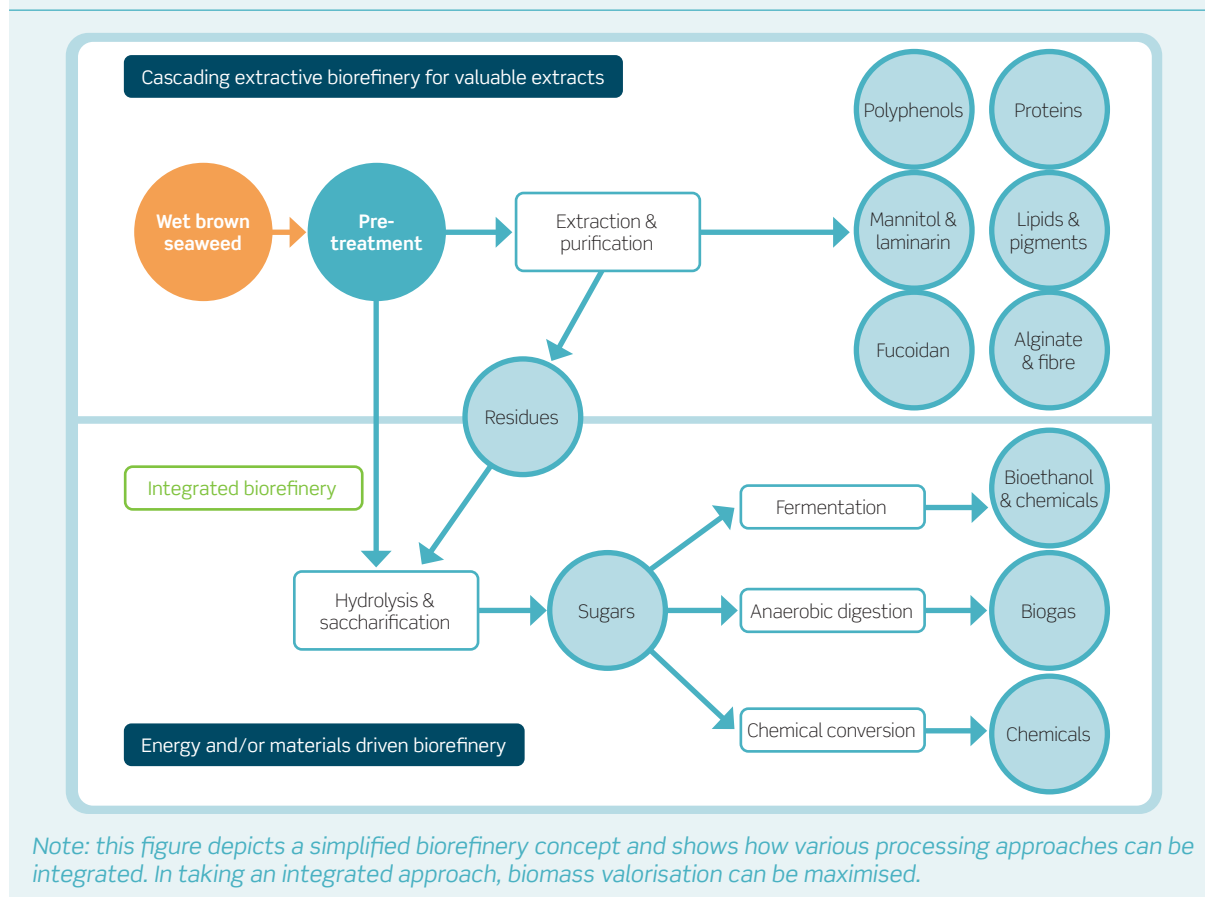 Cascading extractive biorefinery for valuable extracts
Polyphenols
Proteins
Wet brown
seaweed
Pre-
treatment
Extraction &
purification
Mannitol &
laminarin
Lipids &
pigments
Fucoidan
Alginate
& fibre
Residues
Integrated biorefinery
Bioethanol
& chemicals
Fermentation
Hydrolysis &
saccharification
Sugars
Anaerobic digestion
Biogas
Chemical conversion
Chemicals
Energy and/or materials driven biorefinery
Note: this figure depicts a simplified biorefinery concept and shows how various processing approaches can be
integrated. In taking an integrated approach, biomass valorisation can be maximised.